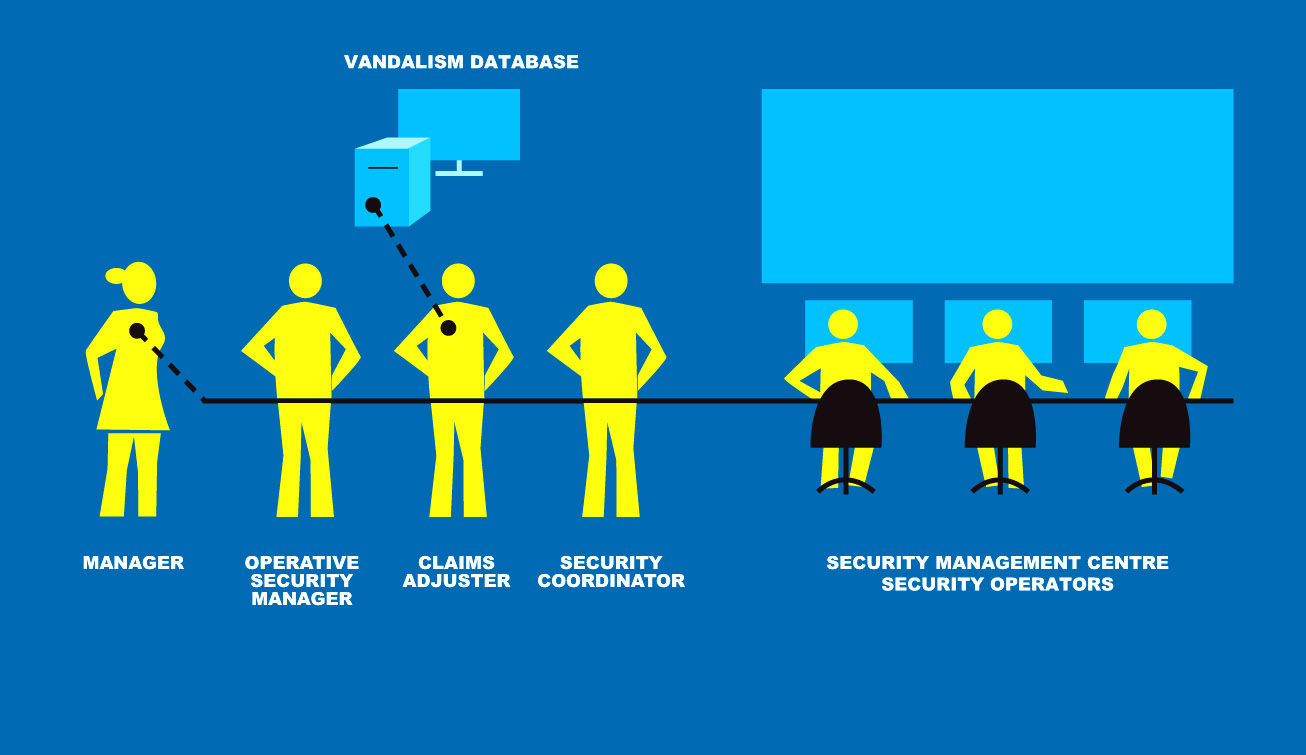 VANDALISM DATABASE
MANAGER
OPERATIVE
SECURITY
MANAGER
CLAIMS
ADJUSTER
SECURITY
COORDINATOR
SECURITY MANAGEMENT CENTRE
SECURITY OPERATORS